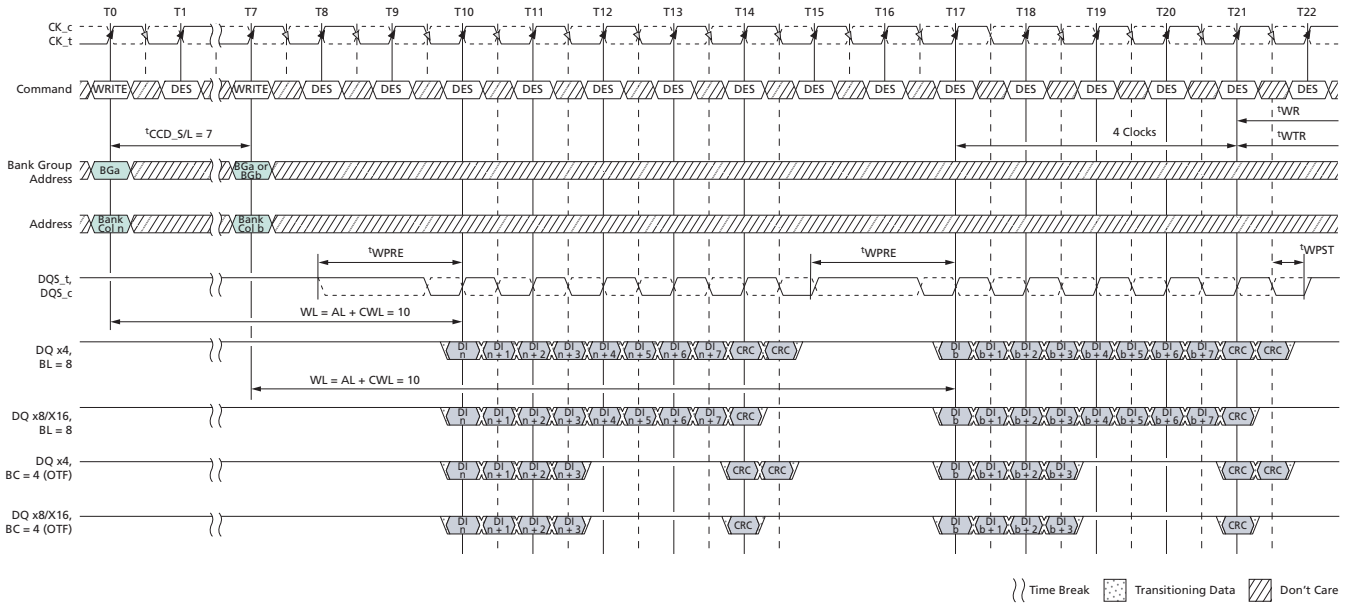 T0 T1 T7 T8 T9 T10 T11 T12 T13 T14 T15 T16 T17 T18 T19 T20 T21 T22
CK_c
CK_t
Command WRITE DES WRITE DES DES DES DES DES DES DES DES DES DES DES DES DES DES DES
tWR
tCCD_S/L = 7 4 Clocks tWTR
Bank Group
Address
BGa
BGa or
BGb
Address
Bank
Col n
Bank
Col b
tWPRE tWPRE tWPST
DQS_t,
DQS_c
WL = AL + CWL = 10
DQ x4,
BL = 8
DI DI DI DI DI DI DI DI CRC CRC DI DI DI DI DI DI DI DI CRC CRC
n n + 1 n + 2 n + 3 n + 4 n + 5 n + 6 n + 7 b b + 1 b + 2 b + 3 b + 4 b + 5 b + 6 b + 7
WL = AL + CWL = 10
DQ x8/X16,
BL = 8
DI DI DI DI DI DI DI DI CRC DI DI DI DI DI DI DI DI CRC
n n + 1 n + 2 n + 3 n + 4 n + 5 n + 6 n + 7 b b + 1 b + 2 b + 3 b + 4 b + 5 b + 6 b + 7
DQ x4,
BC = 4 (OTF)
DI DI DI DI CRC CRC DI DI DI DI CRC CRC
n n + 1 n + 2 n + 3 b b + 1 b + 2 b + 3
DQ x8/X16,
BC = 4 (OTF)
DI DI DI DI CRC DI DI DI DI CRC
n n + 1 n + 2 n + 3 b b + 1 b + 2 b + 3
Time Break Transitioning Data Don't Care